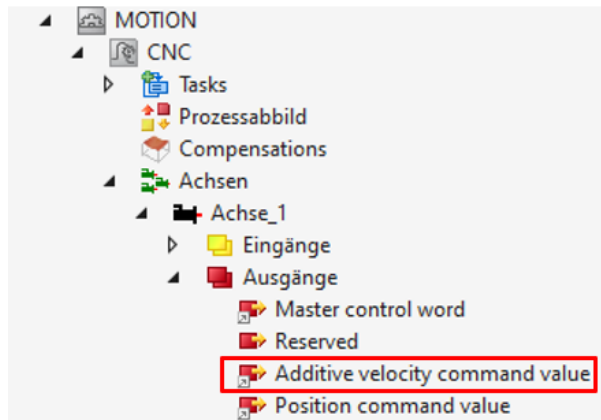 MOTION
CNC
Tasks
Prozessabbild
Compensations
Achsen
Achse_1
Eingänge
Ausgänge
Master control word
Reserved
Additive velocity command value
Position command value